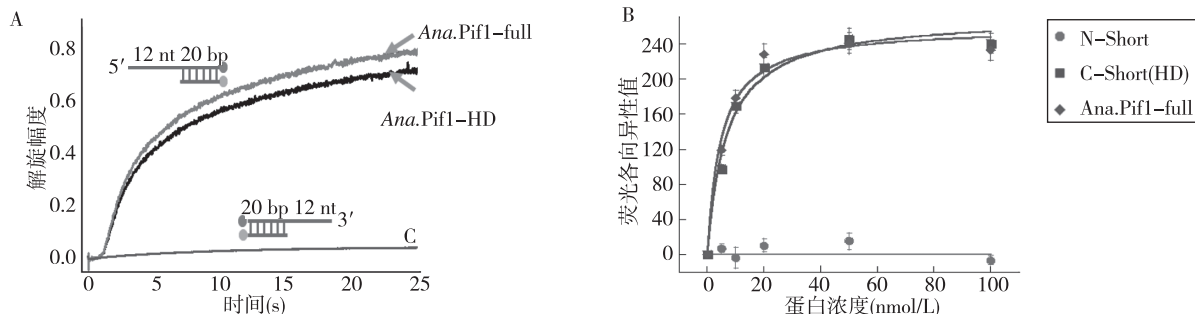 A
0.8
0.6
0.4
0.2
0.0
解旋幅度
5′ 12 nt 20 bp
Ana.Pif1-full
Ana.Pif1-HD
20 bp 12 nt 3′
C
0 5 10 15 20 25
时间(s)
B
240
200
160
120
80
40
0
荧光各向异性值
0 20 40 60 80 100
蛋白浓度(nmol/L)
N-Short
C-Short(HD)
Ana.Pif1-full